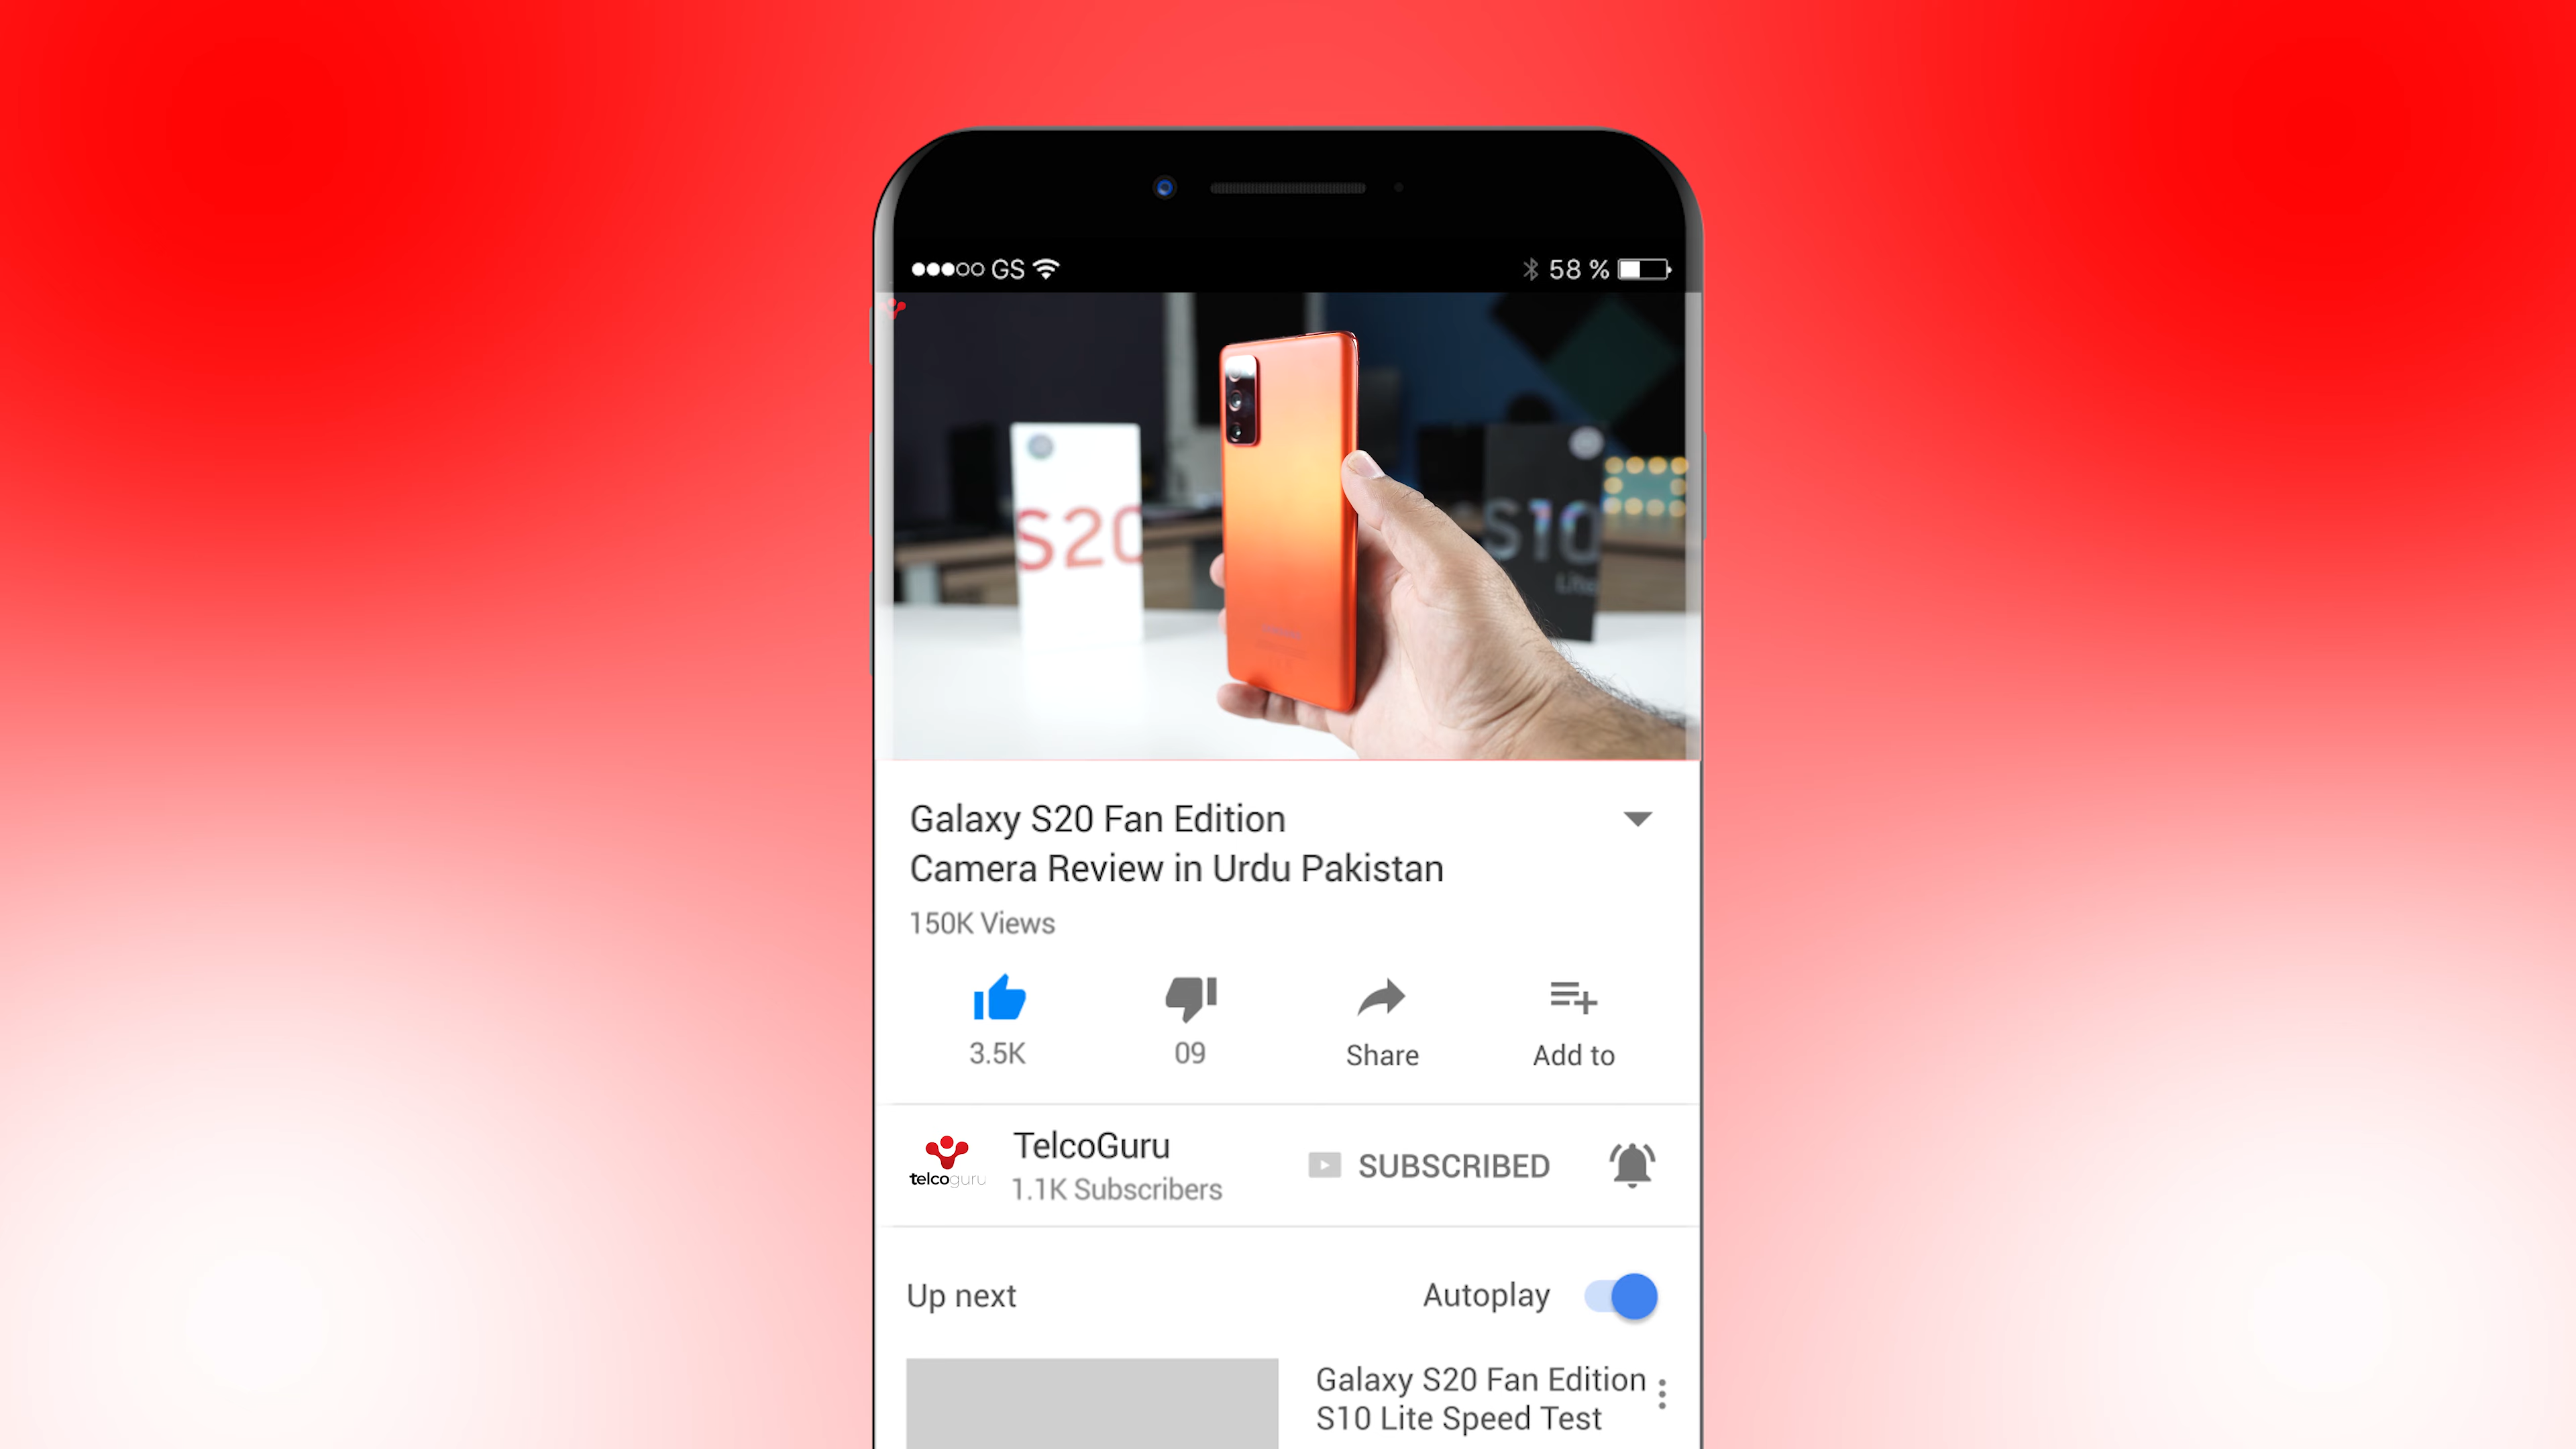 GS
58 %
S20
S10
Lite
Galaxy S20 Fan Edition
Camera Review in Urdu Pakistan
150K Views
3.5K
09
Share
Add to
telcoguru
TelcoGuru
1.1K Subscribers
SUBSCRIBED
Up next
Autoplay
Galaxy S20 Fan Edition
S10 Lite Speed Test